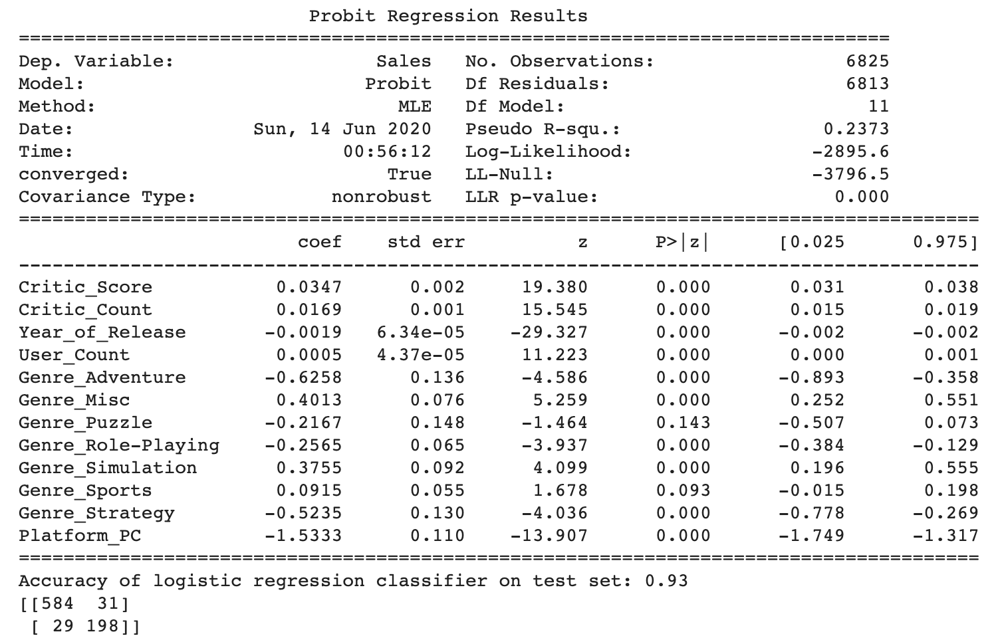 Probit Regression Results
==============================================================================
Dep. Variable: Sales No. Observations: 6825
Model: Probit Df Residuals: 6813
Method: MLE Df Model: 11
Date: Sun, 14 Jun 2020 Pseudo R-squ.: 0.2373
Time: 00:56:12 Log-Likelihood: -2895.6
converged: True LL-Null: -3796.5
Covariance Type: nonrobust LLR p-value: 0.000
======================================================================================
coef std err z P>|z| [0.025 0.975]
--------------------------------------------------------------------------------------
Critic_Score 0.0347 0.002 19.380 0.000 0.031 0.038
Critic_Count 0.0169 0.001 15.545 0.000 0.015 0.019
Year_of_Release -0.0019 6.34e-05 -29.327 0.000 -0.002 -0.002
User_Count 0.0005 4.37e-05 11.223 0.000 0.000 0.001
Genre_Adventure -0.6258 0.136 -4.586 0.000 -0.893 -0.358
Genre_Misc 0.4013 0.076 5.259 0.000 0.252 0.551
Genre_Puzzle -0.2167 0.148 -1.464 0.143 -0.507 0.073
Genre_Role-Playing -0.2565 0.065 -3.937 0.000 -0.384 -0.129
Genre_Simulation 0.3755 0.092 4.099 0.000 0.196 0.555
Genre_Sports 0.0915 0.055 1.678 0.093 -0.015 0.198
Genre_Strategy -0.5235 0.130 -4.036 0.000 -0.778 -0.269
Platform_PC -1.5333 0.110 -13.907 0.000 -1.749 -1.317
======================================================================================
Accuracy of logistic regression classifier on test set: 0.93
[[584 31]
[ 29 198]]